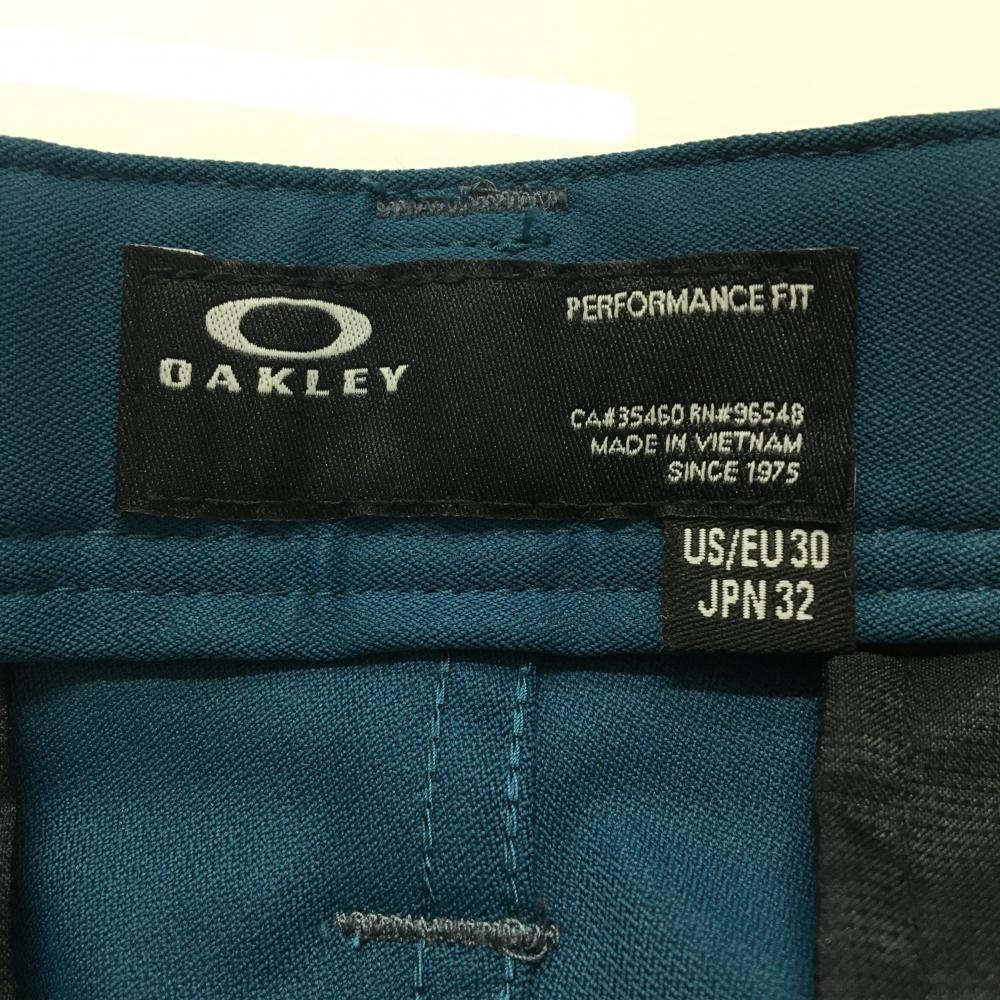 OAKLEY
PERFORMANCE FIT
CA#35460 RN#96548
MADE IN VIETNAM
SINCE 1975
US/EU 30
JPN 32